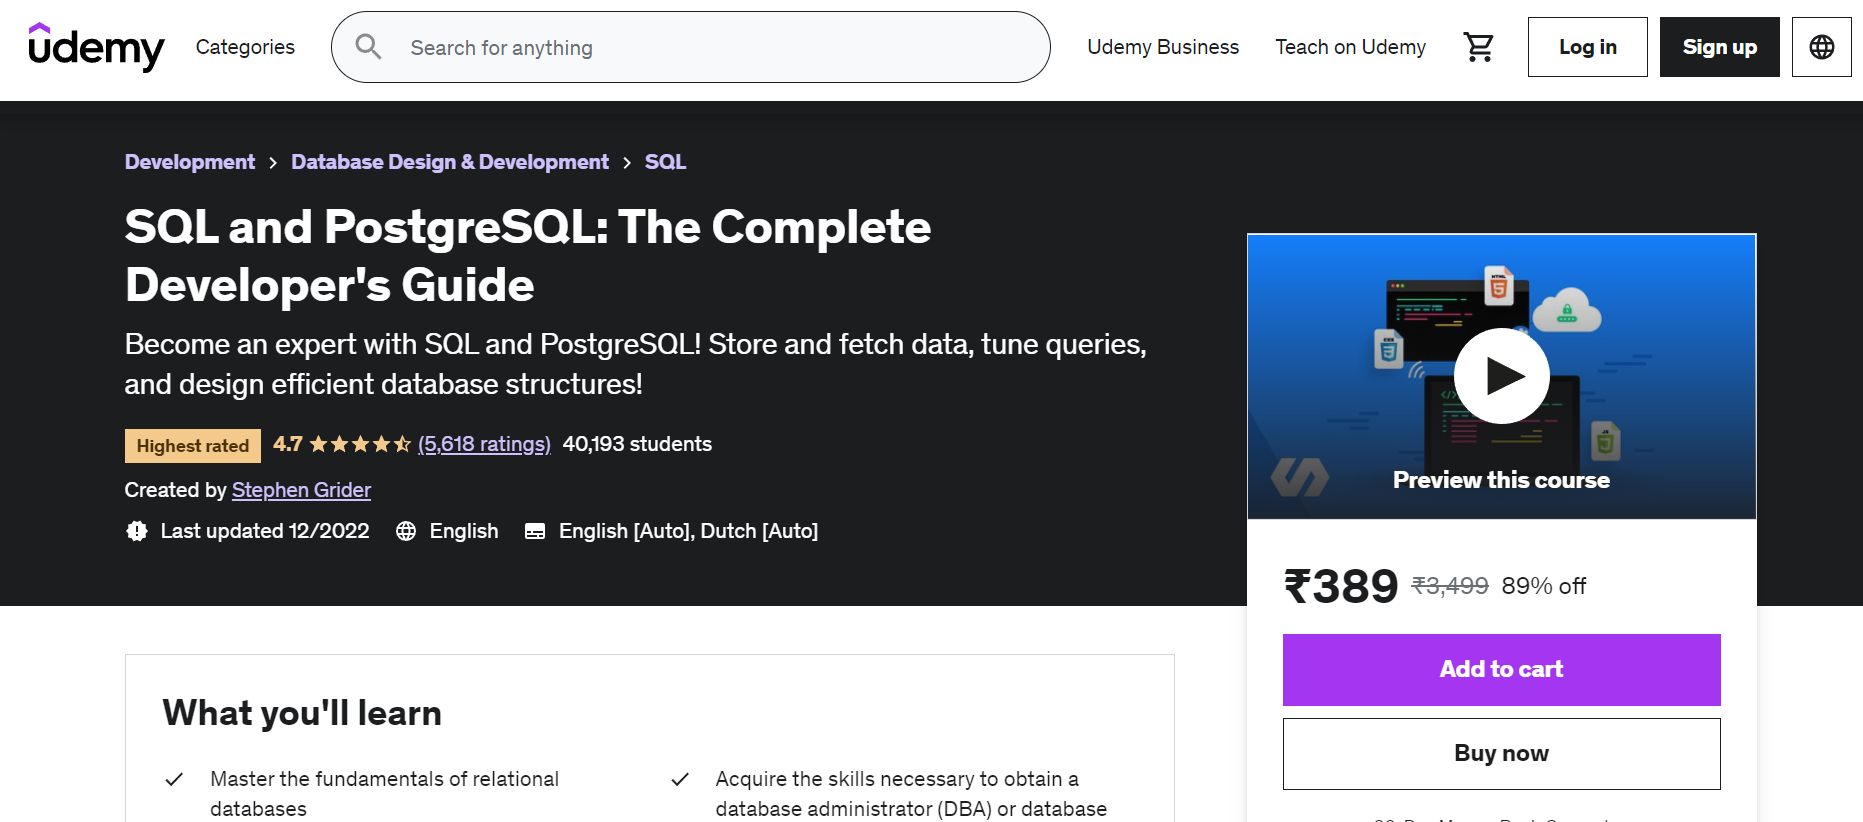 udemy
Categories
Search for anything
Udemy Business
Teach on Udemy
Log in
Sign up
Development > Database Design & Development > SQL
SQL and PostgreSQL: The Complete
Developer's Guide
Become an expert with SQL and PostgreSQL! Store and fetch data, tune queries,
and design efficient database structures!
Highest rated 4.7 (5,618 ratings) 40,193 students
Created by Stephen Grider
Last updated 12/2022 English English [Auto], Dutch [Auto]
Preview this course
₹389 ₹3,499 89% off
Add to cart
Buy now
What you'll learn
Master the fundamentals of relational
databases
Acquire the skills necessary to obtain a
database administrator (DBA) or database